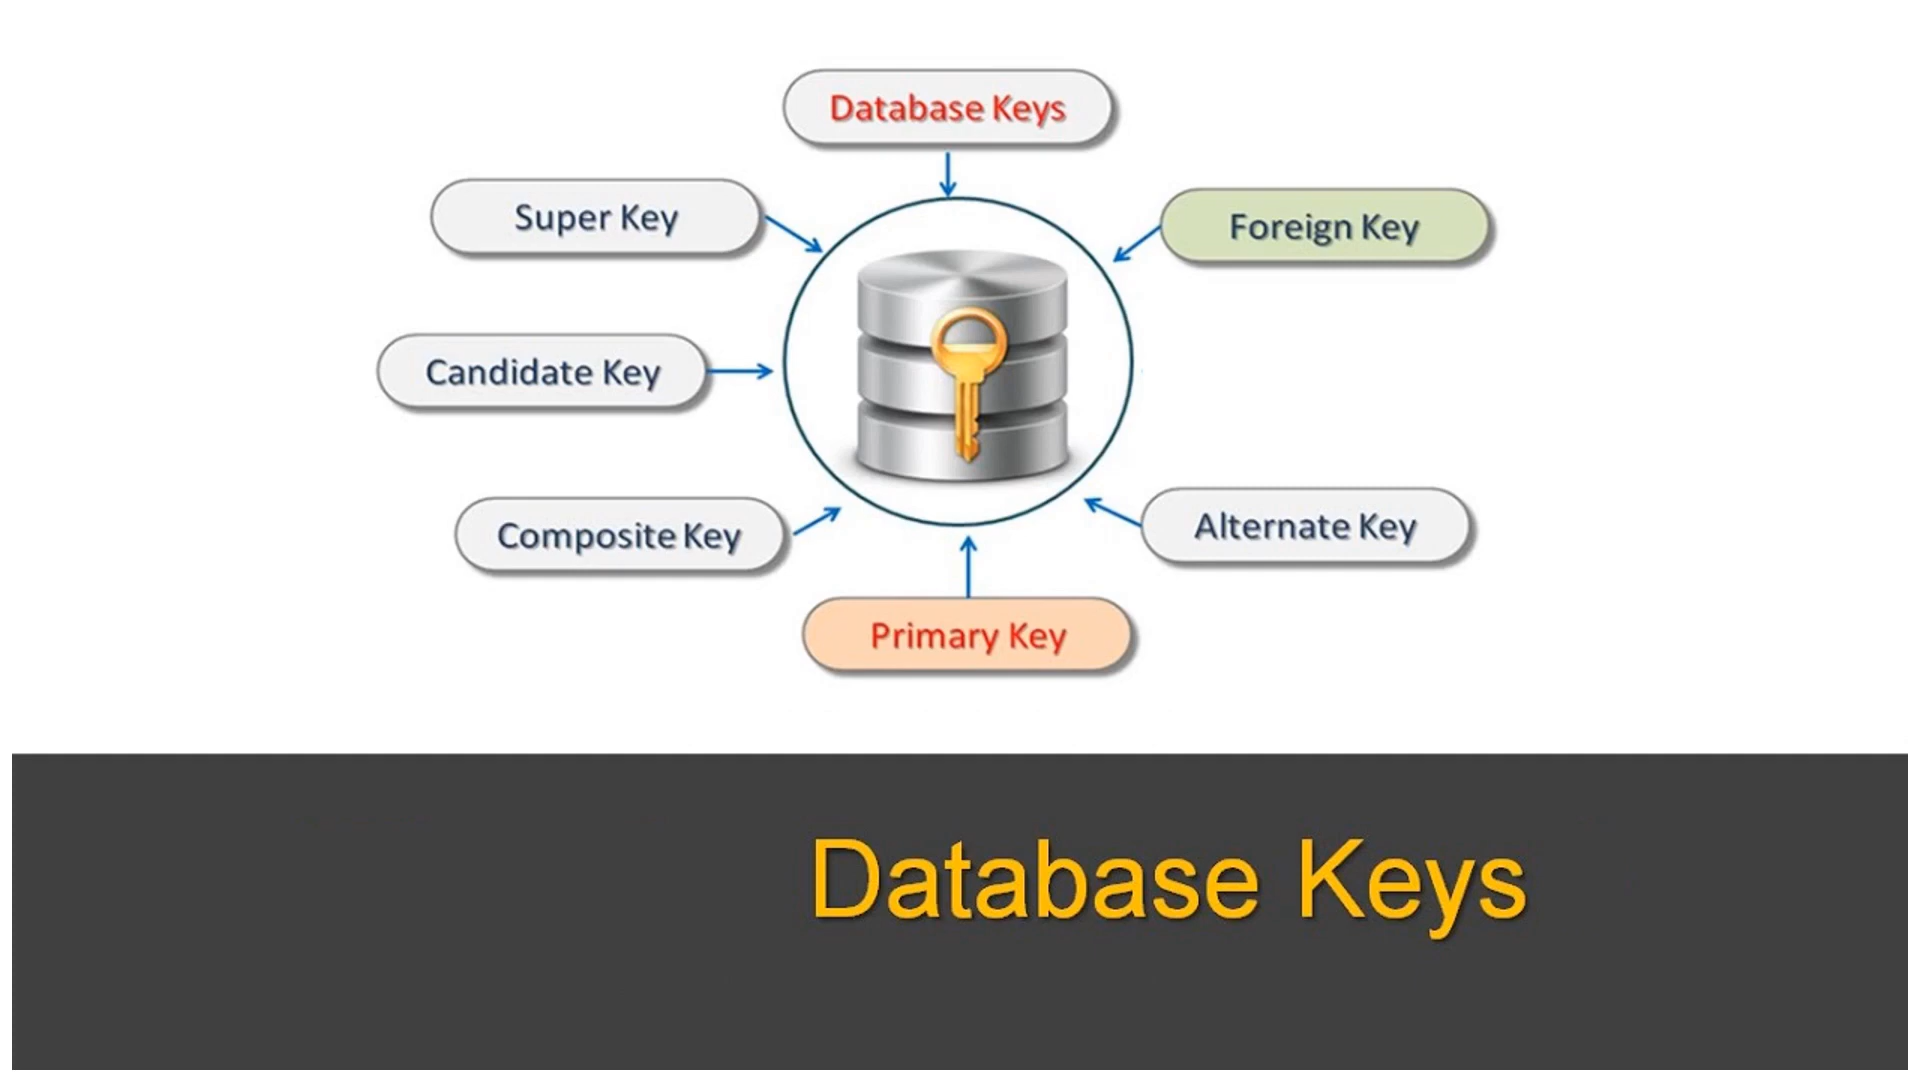 Database Keys
Super Key
Foreign Key
Candidate Key
Composite Key
Alternate Key
Primary Key
Database Keys